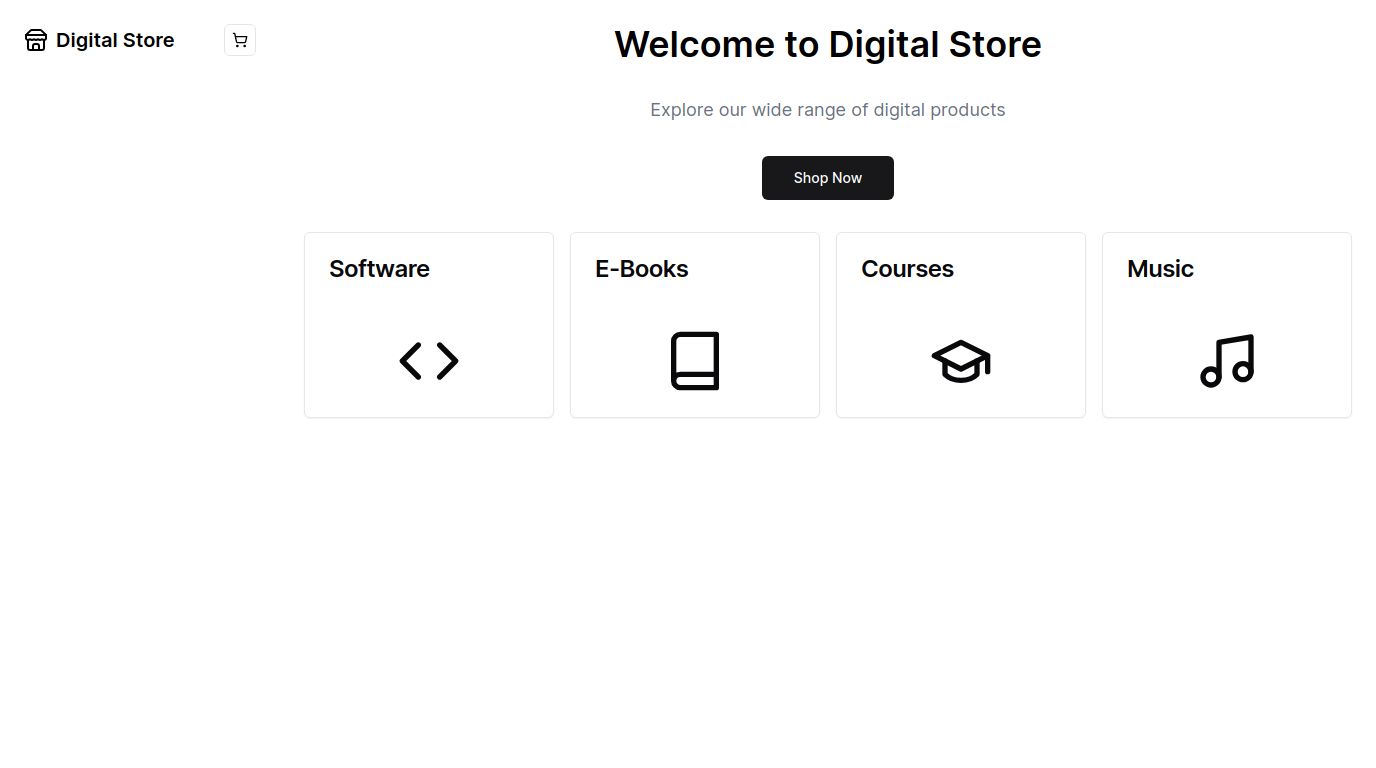 Digital Store
Welcome to Digital Store
Explore our wide range of digital products
Shop Now
Software
E-Books
Courses
Music